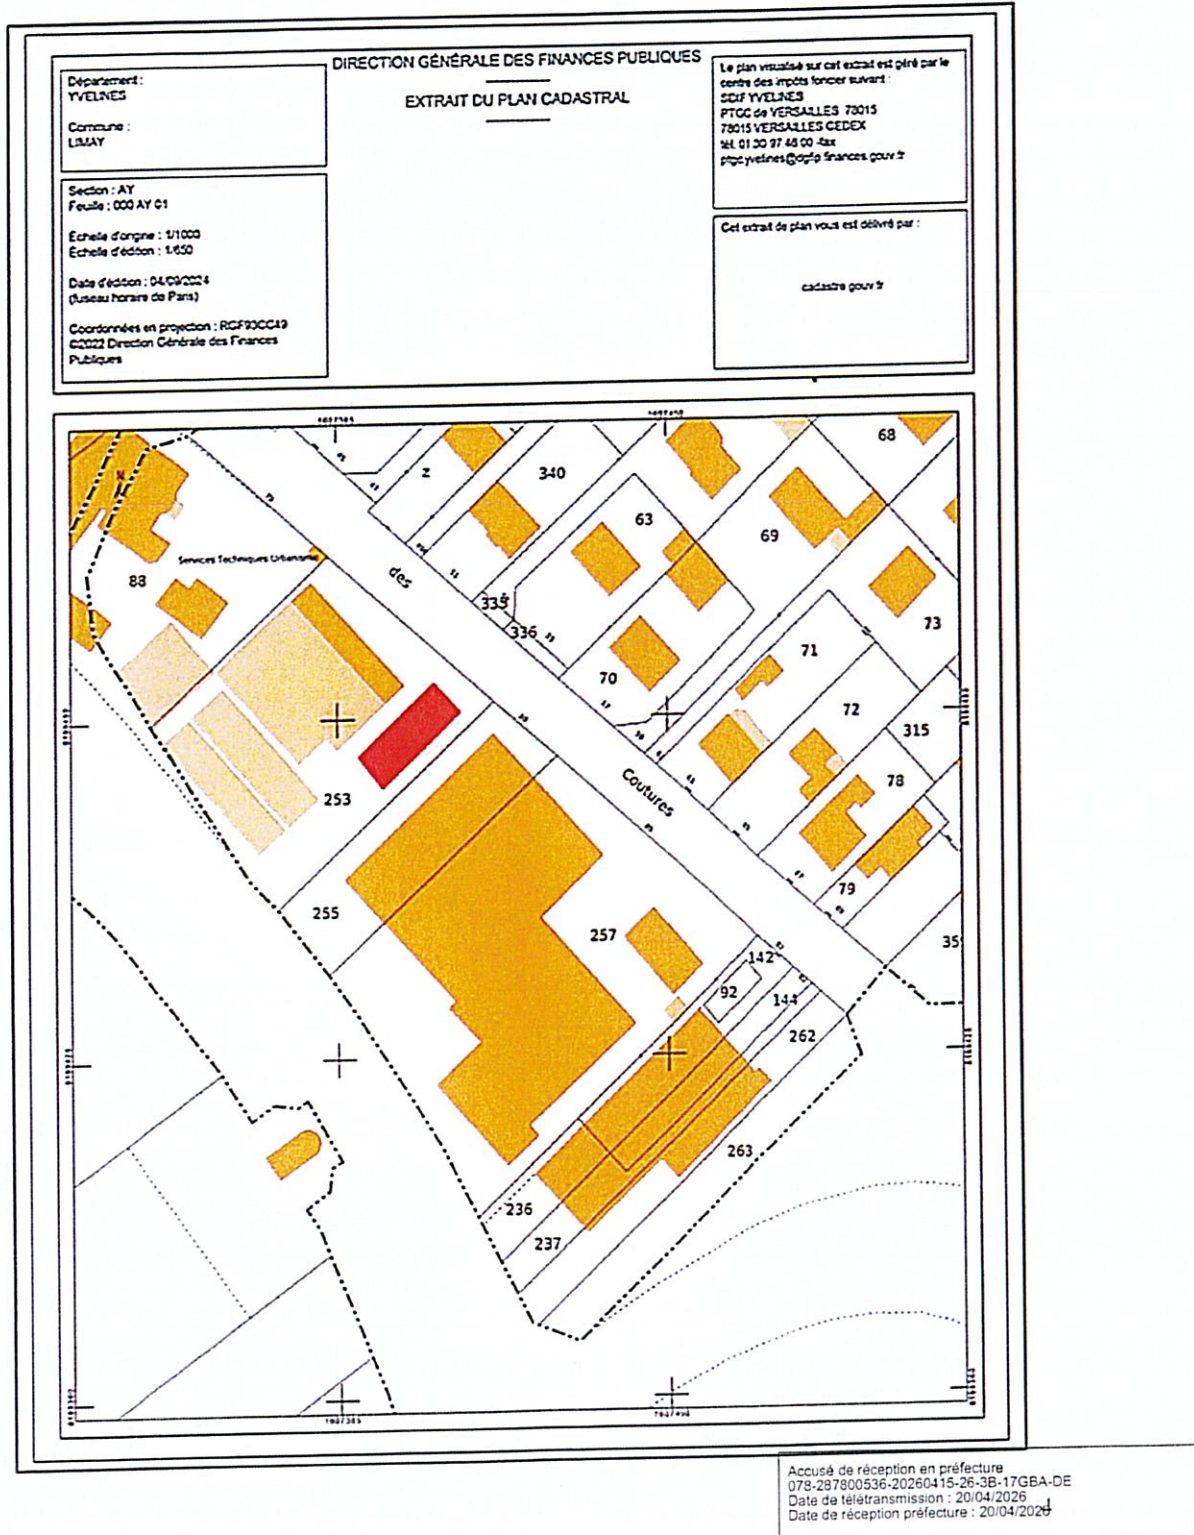 DIRECTION GÉNÉRALE DES FINANCES PUBLIQUES
EXTRAIT DU PLAN CADASTRAL
Département :
YVELINES
Commune :
LIMAY
Section : AY
Feuille : 000 AY 01
Échelle d'origine : 1/1000
Échelle d'édition : 1/650
Date d'édition : 04/09/2024
(fuseau horaire de Paris)
Coordonnées en projection : RGF93CC49
©2022 Direction Générale des Finances
Publiques
Le plan visualisé sur cet extrait est géré par le
centre des impôts foncier suivant :
SDIF YVELINES
PTGC de VERSAILLES 78015
78015 VERSAILLES CEDEX
tél. 01 30 97 46 00 -fax
ptgc.yvelines@dgfip.finances.gouv.fr
Cet extrait de plan vous est délivré par :
cadastre.gouv.fr
68
2
340
63
69
Services Techniques Urbanisme
88
des
335
336
73
71
70
72
315
253
Coutures
78
79
255
257
142
92
144
262
263
236
237
Accusé de réception en préfecture
078-287800536-20260415-26-3B-17GBA-DE
Date de télétransmission : 20/04/2026
Date de réception préfecture : 20/04/2026